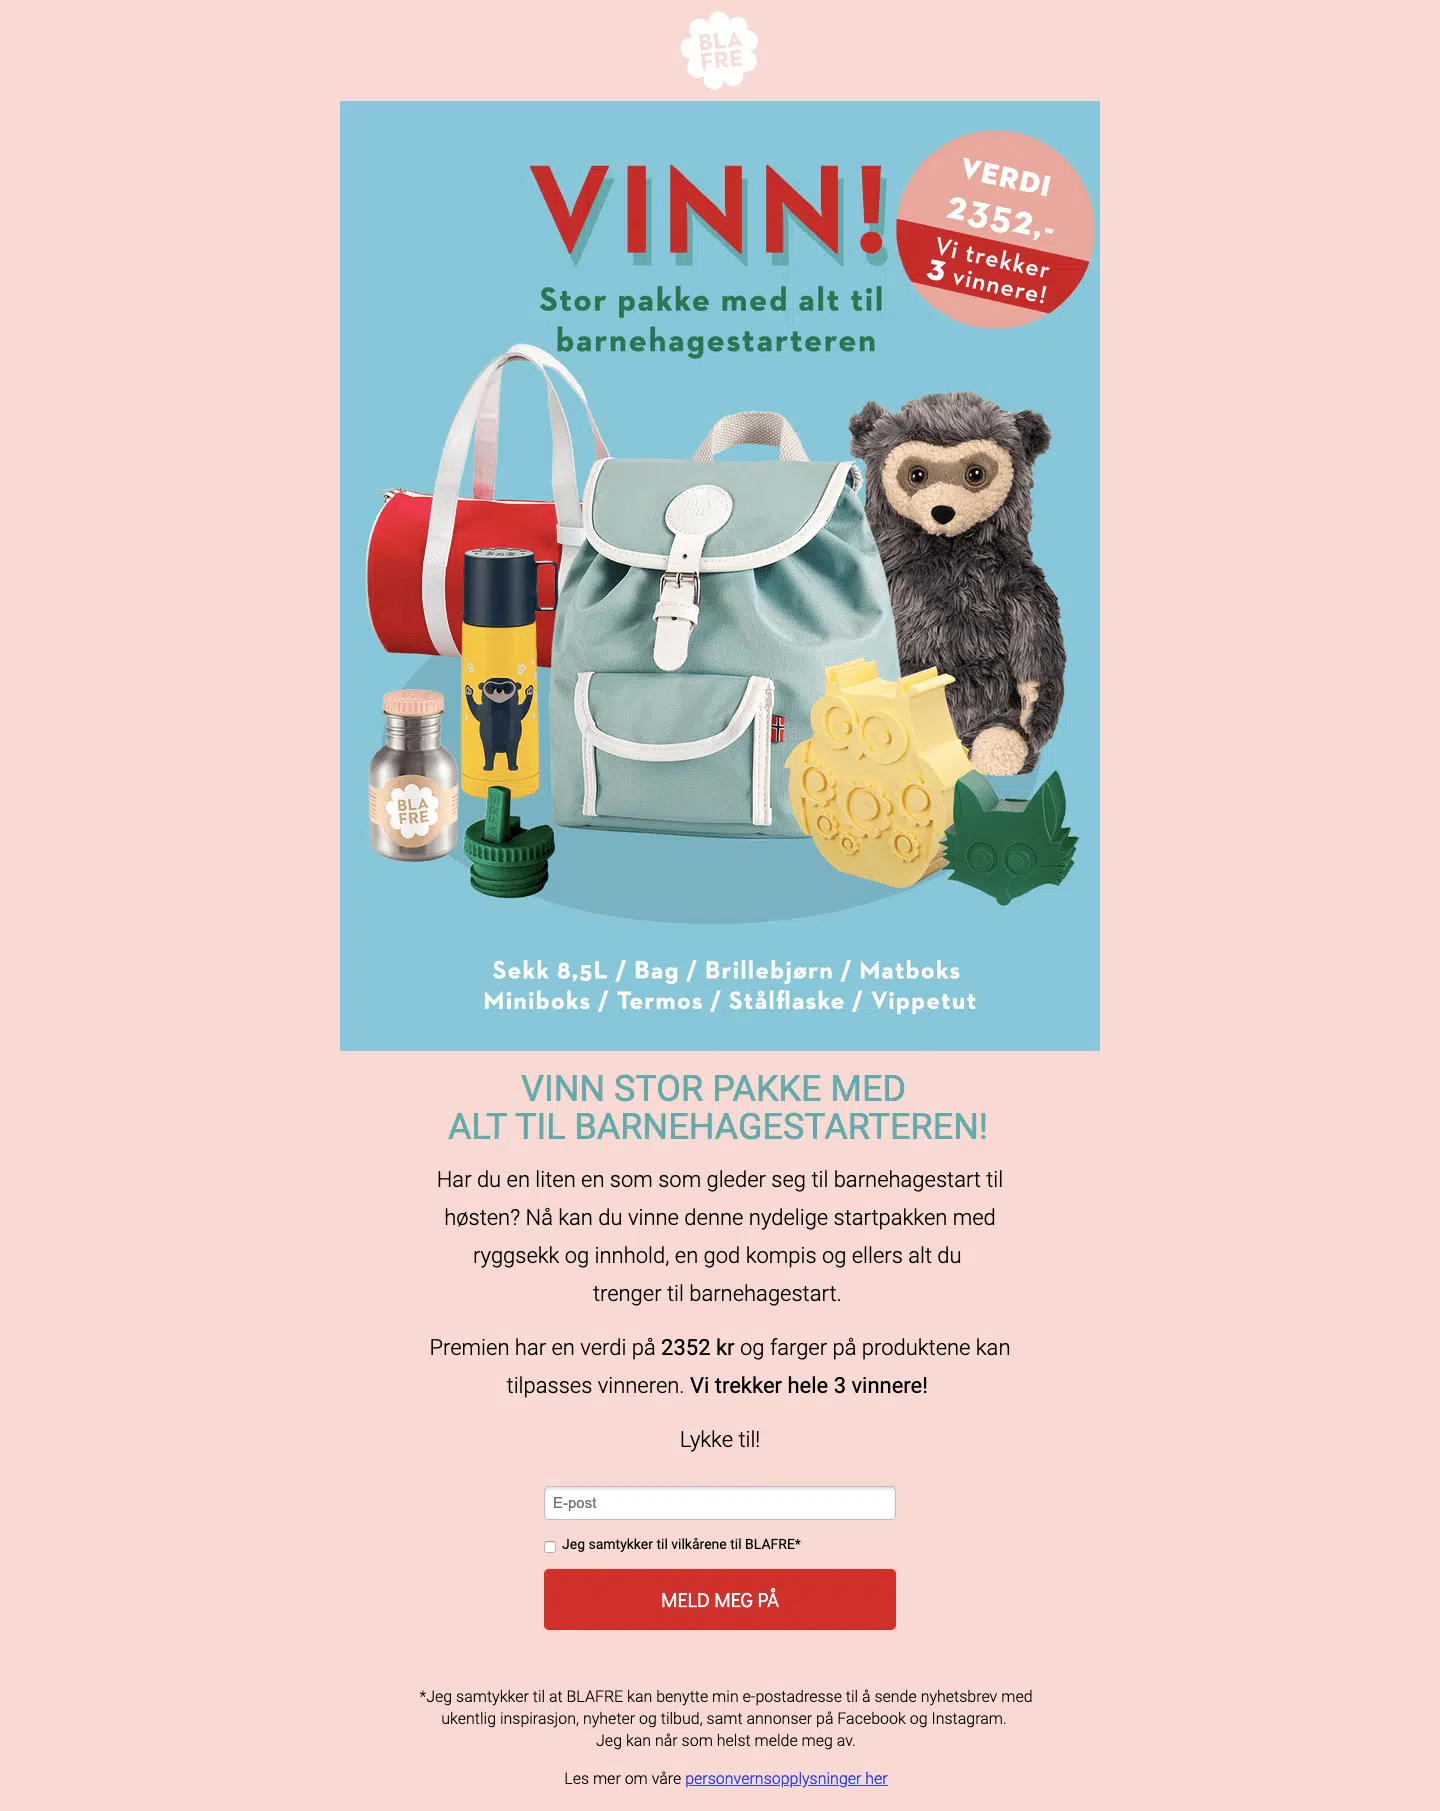 BLA
FRE
VINN!
VERDI
2352,-
Vi trekker
3 vinnere!
Stor pakke med alt til
barnehagestarteren
BLA
FRE
Sekk 8,5L / Bag / Brillebjørn / Matboks
Miniboks / Termos / Stålflaske / Vippetut
VINN STOR PAKKE MED
ALT TIL BARNEHAGESTARTEREN!
Har du en liten en som som gleder seg til barnehagestart til
høsten? Nå kan du vinne denne nydelige startpakken med
ryggsekk og innhold, en god kompis og ellers alt du
trenger til barnehagestart.
Premien har en verdi på 2352 kr og farger på produktene kan
tilpasses vinneren. Vi trekker hele 3 vinnere!
Lykke til!
E-post
Jeg samtykker til vilkårene til BLAFRE*
MELD MEG PÅ
*Jeg samtykker til at BLAFRE kan benytte min e-postadresse til å sende nyhetsbrev med
ukentlig inspirasjon, nyheter og tilbud, samt annonser på Facebook og Instagram.
Jeg kan når som helst melde meg av.
Les mer om våre personvernsopplysninger her